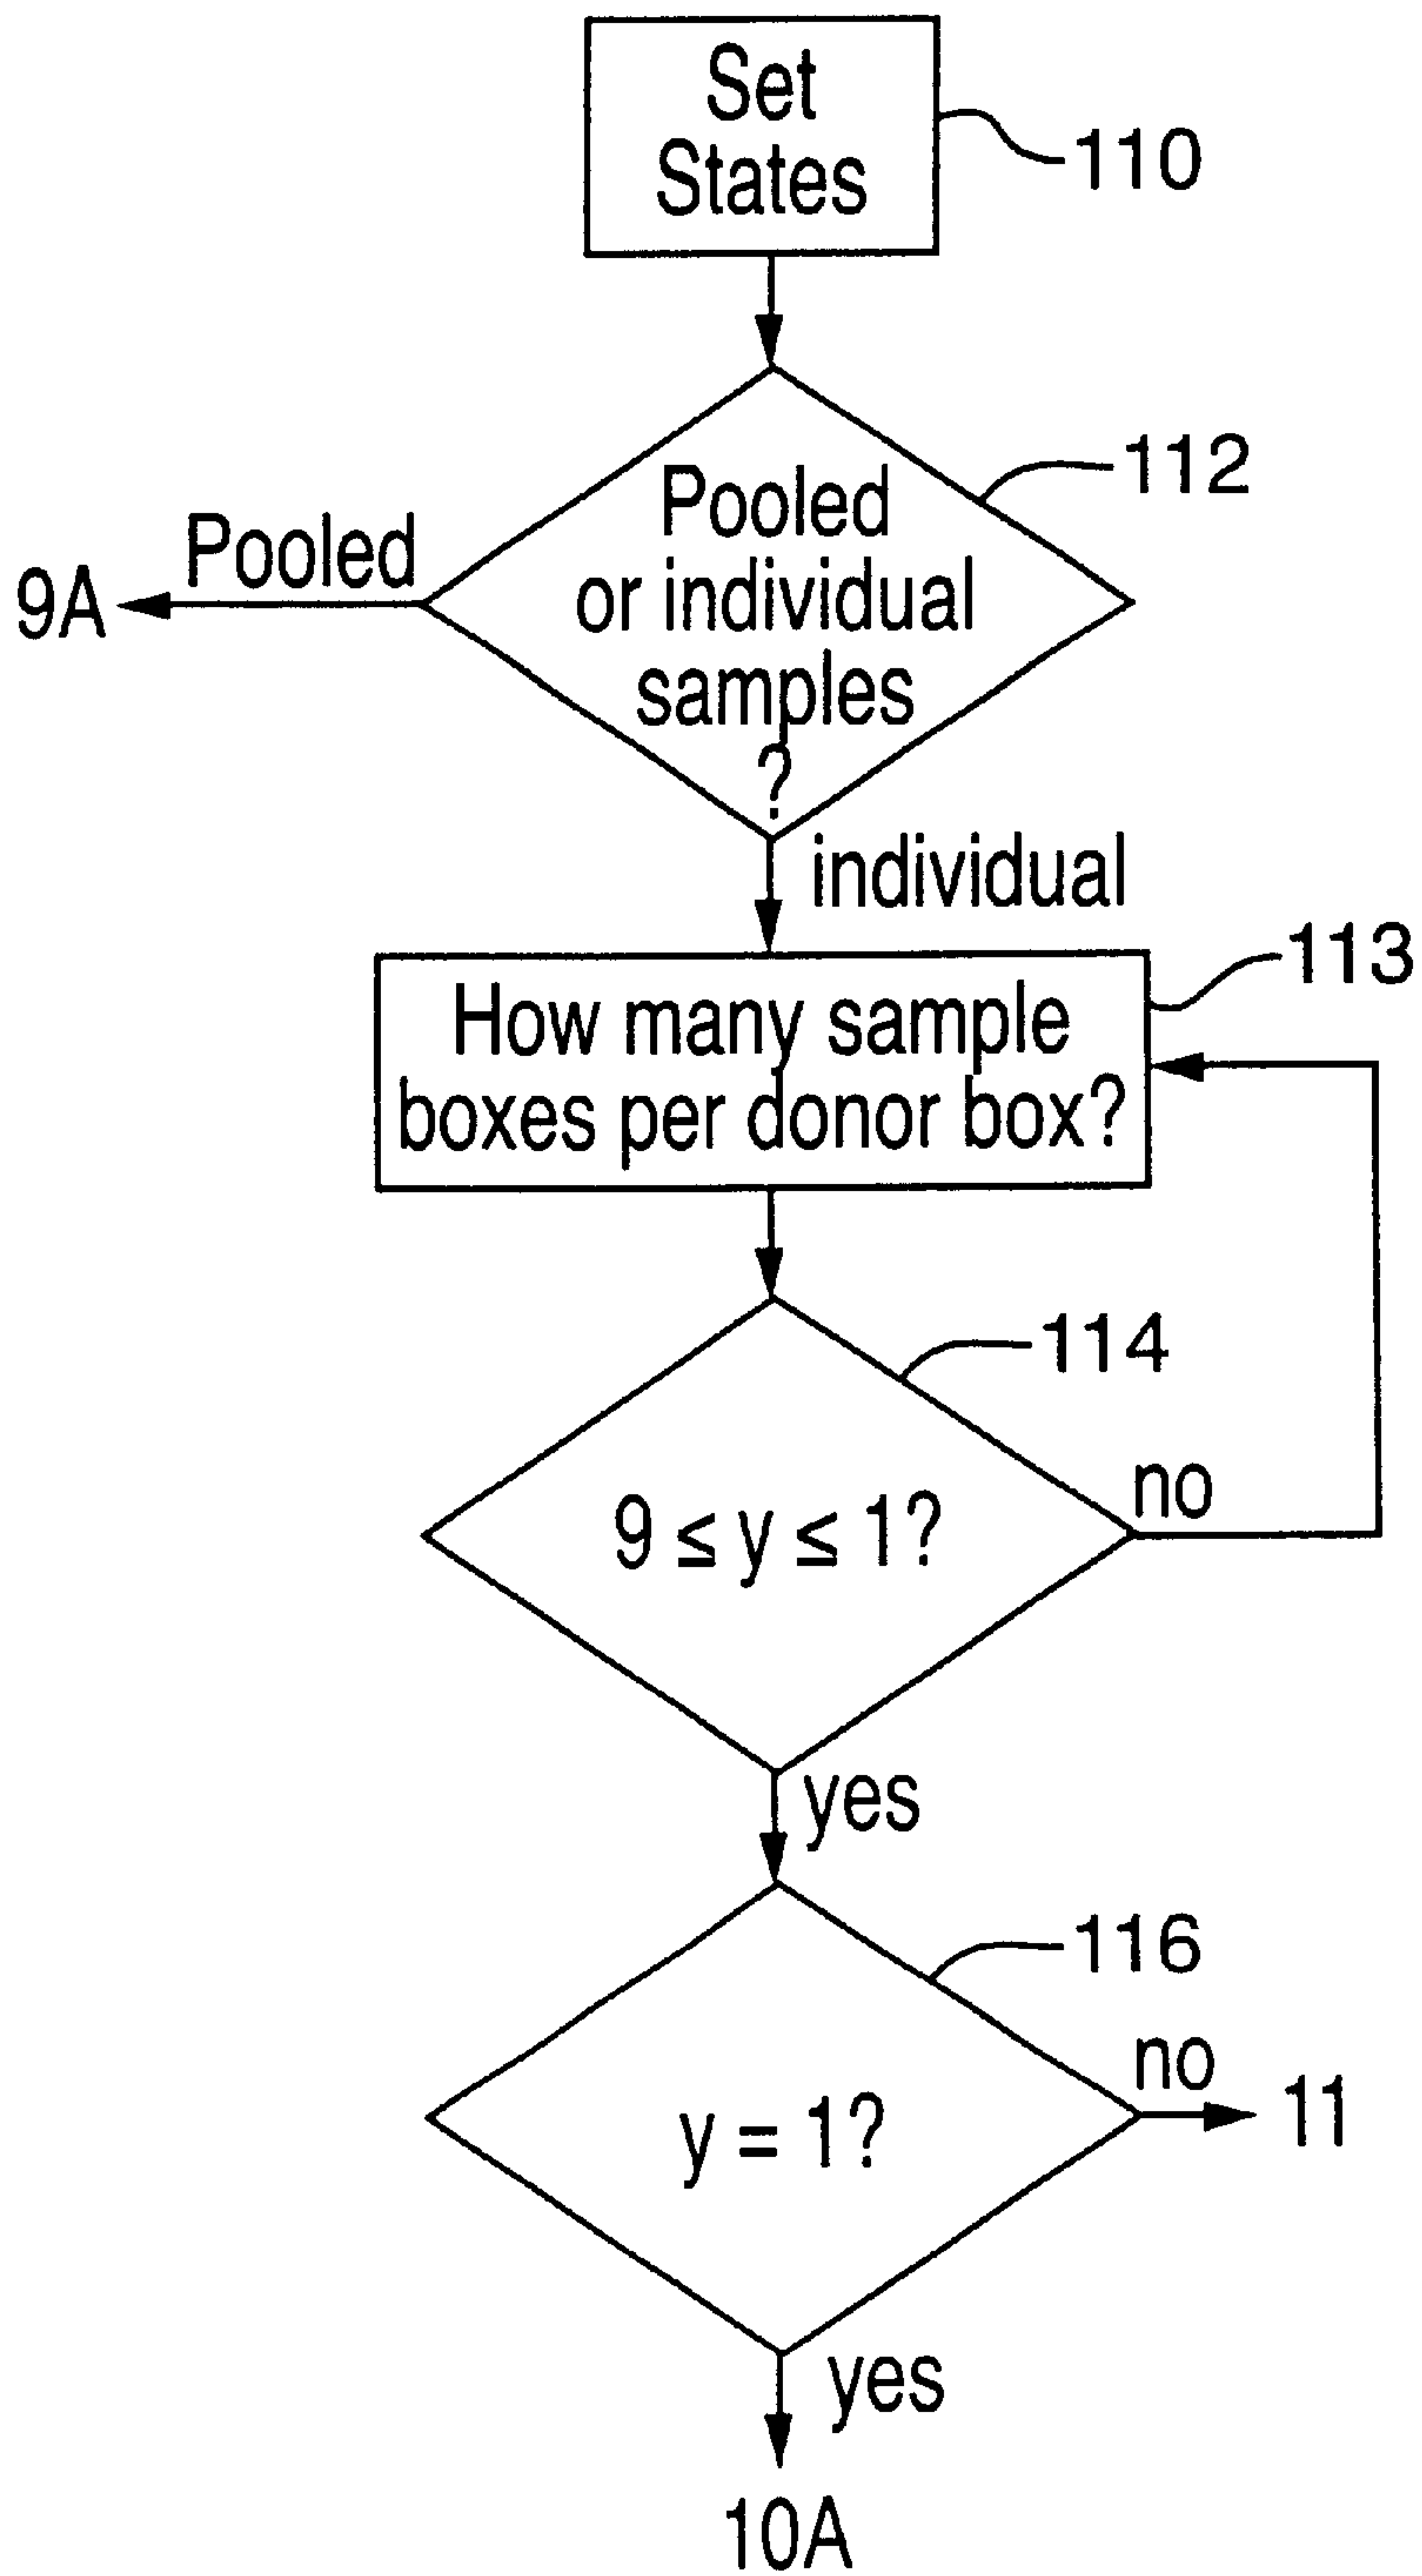 Set
States
110
112
Pooled
or individual
samples
?
Pooled
9A
individual
113
How many sample
boxes per donor box?
114
9 ≤ y ≤ 1?
no
yes
116
y = 1?
no
11
yes
10A